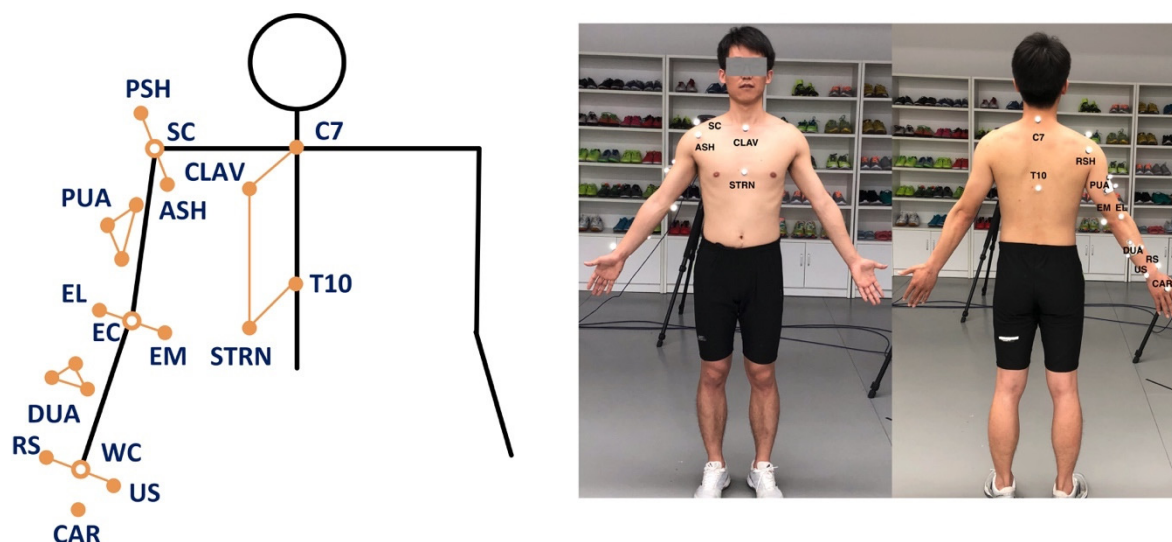 PSH
SC
C7
CLAV
PUA
ASH
T10
EL
EC
EM
STRN
DUA
RS
WC
US
CAR
SC
ASH
CLAV
STRN
C7
RSH
T10
PUA
EM EL
DUA
RS
US
CAR